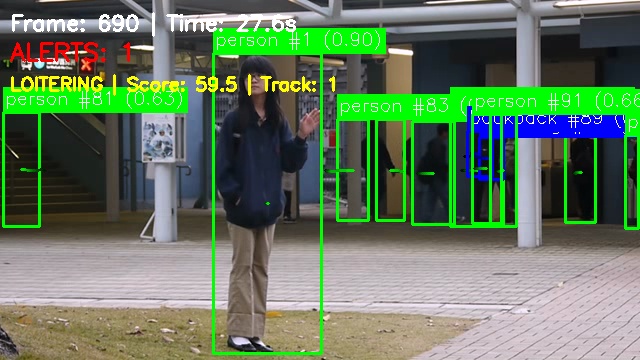 Frame: 690 | Time: 27.6s
person #1 (0.90)
ALERTS: 1
LOITERING | Score: 59.5 | Track: 1
person #81 (0.63)
person #83 (
person #91 (0.66
backpack #89 (